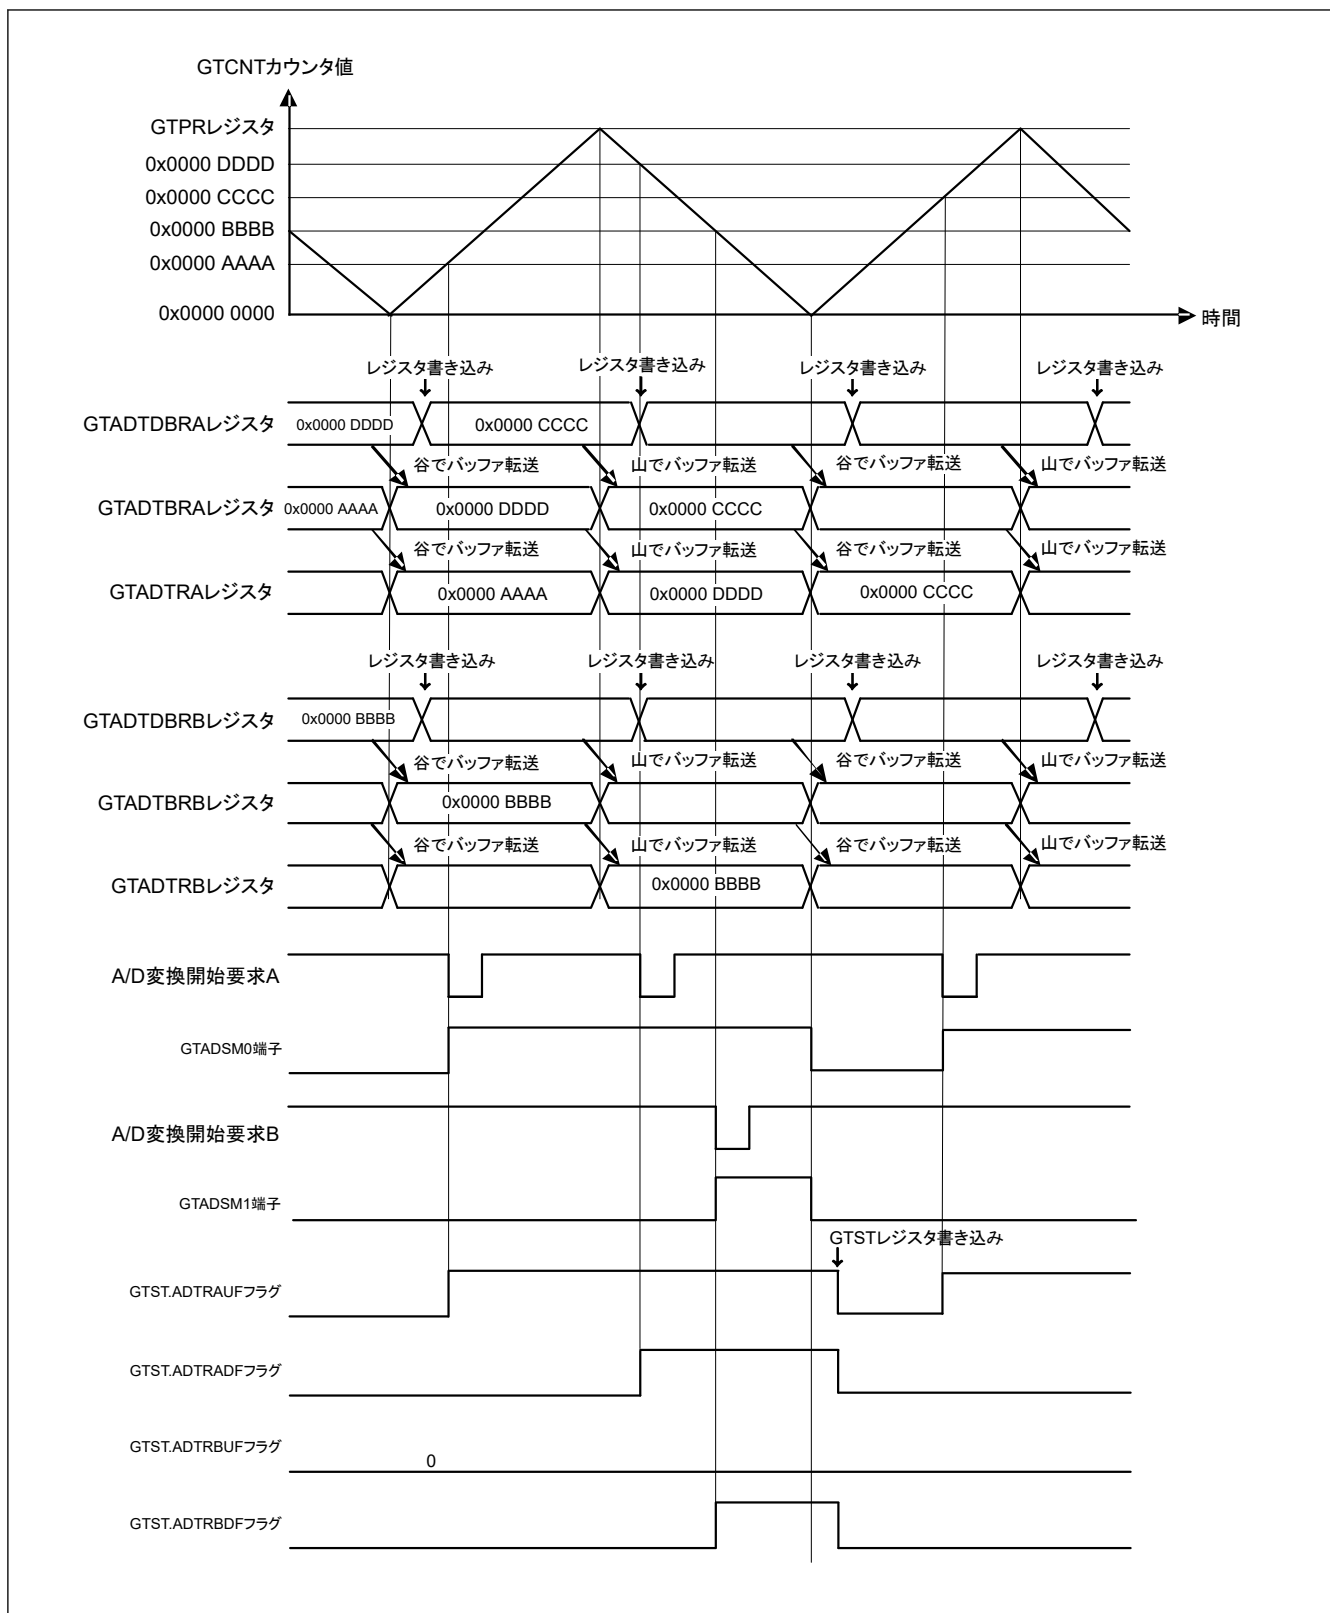 GTCNTカウンタ値
GTPRレジスタ
0x0000 DDDD
0x0000 CCCC
0x0000 BBBB
0x0000 AAAA
0x0000 0000
時間
レジスタ書き込み レジスタ書き込み レジスタ書き込み レジスタ書き込み
GTADTDBRAレジスタ 0x0000 DDDD 0x0000 CCCC
谷でバッファ転送 山でバッファ転送 谷でバッファ転送 山でバッファ転送
GTADTBRAレジスタ 0x0000 AAAA 0x0000 DDDD 0x0000 CCCC
谷でバッファ転送 山でバッファ転送 谷でバッファ転送 山でバッファ転送
GTADTRAレジスタ 0x0000 AAAA 0x0000 DDDD 0x0000 CCCC
レジスタ書き込み レジスタ書き込み レジスタ書き込み レジスタ書き込み
GTADTDBRBレジスタ 0x0000 BBBB
谷でバッファ転送 山でバッファ転送 谷でバッファ転送 山でバッファ転送
GTADTBRBレジスタ 0x0000 BBBB
谷でバッファ転送 山でバッファ転送 谷でバッファ転送 山でバッファ転送
GTADTRBレジスタ 0x0000 BBBB
A/D変換開始要求A
GTADSM0端子
A/D変換開始要求B
GTADSM1端子
GTSTレジスタ書き込み
GTST.ADTRAUFフラグ
GTST.ADTRADFフラグ
GTST.ADTRBUFフラグ
0
GTST.ADTRBDFフラグ